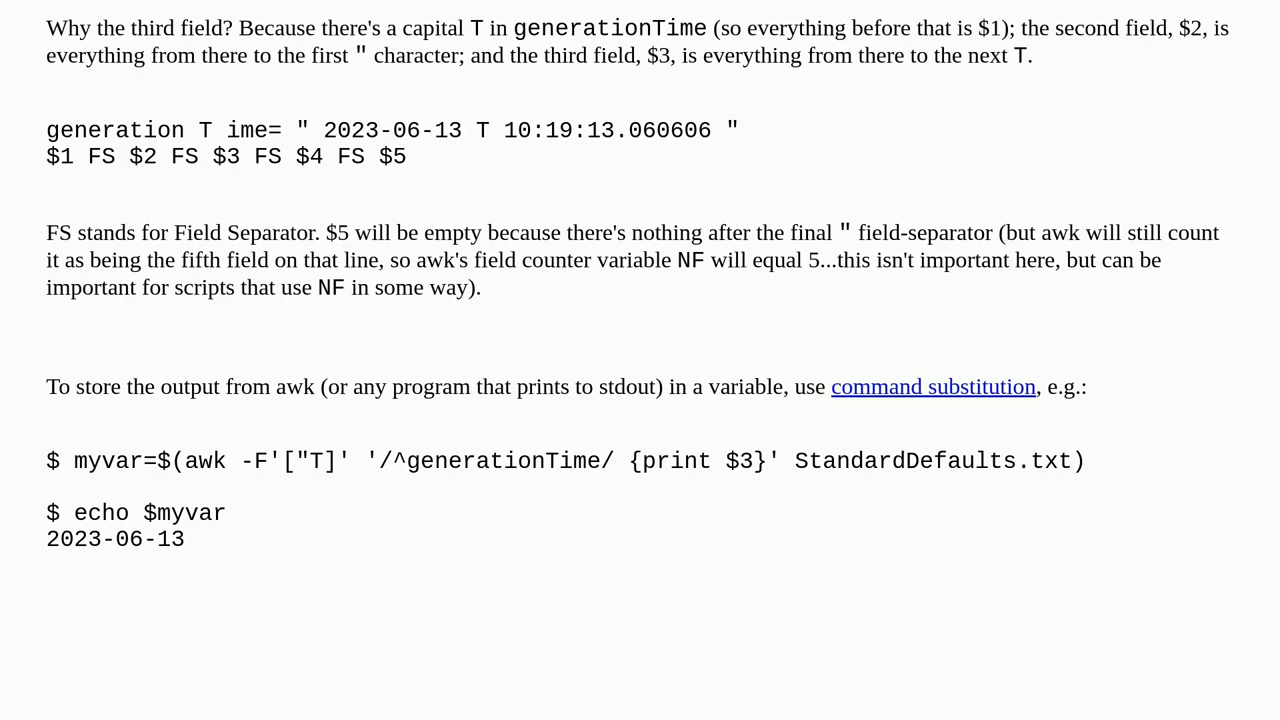 Why the third field? Because there's a capital T in generationTime (so everything before that is $1); the second field, $2, is
everything from there to the first " character; and the third field, $3, is everything from there to the next T.
generation T ime= " 2023-06-13 T 10:19:13.060606 "
$1 FS $2 FS $3 FS $4 FS $5
FS stands for Field Separator. $5 will be empty because there's nothing after the final " field-separator (but awk will still count
it as being the fifth field on that line, so awk's field counter variable NF will equal 5...this isn't important here, but can be
important for scripts that use NF in some way).
To store the output from awk (or any program that prints to stdout) in a variable, use command substitution, e.g.:
$ myvar=$(awk -F'["T]' '/^generationTime/ {print $3}' StandardDefaults.txt)
$ echo $myvar
2023-06-13